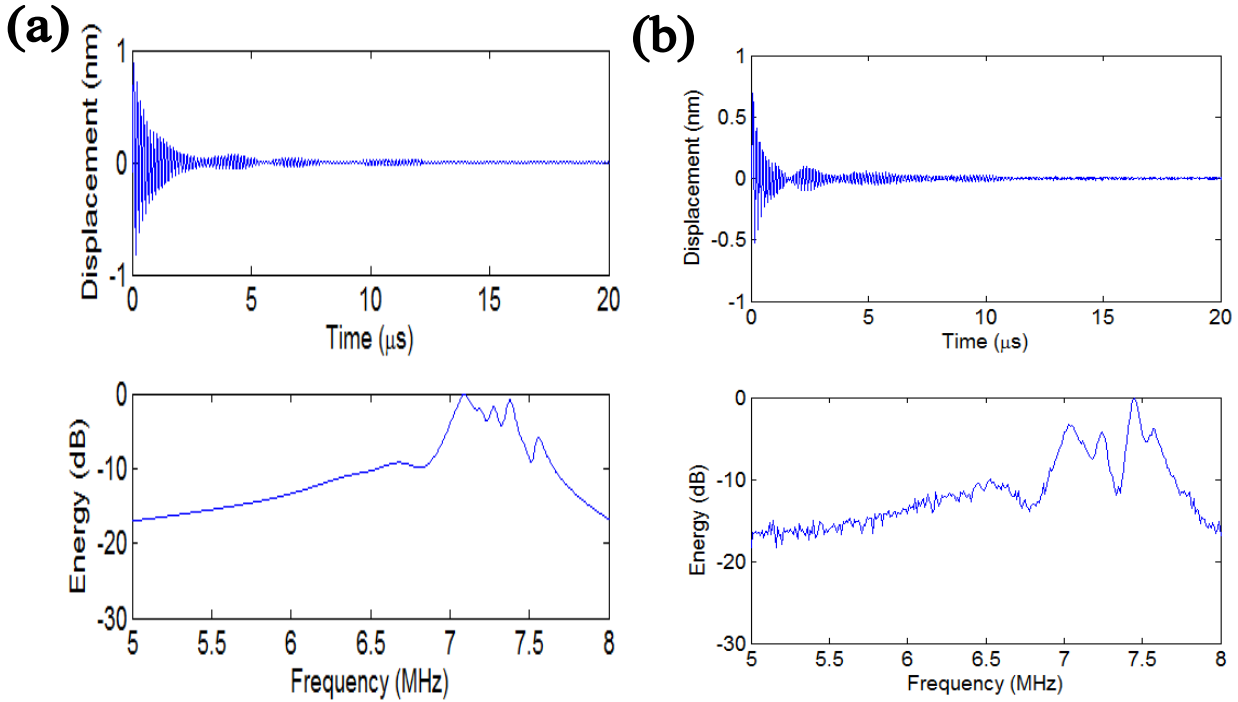 (a)
Displacement (nm)
1
0
-1
0 5 10 15 20
Time (μs)
Energy (dB)
0
-10
-20
-30
5 5.5 6 6.5 7 7.5 8
Frequency (MHz)
(b)
Displacement (nm)
1
0.5
0
-0.5
-1
0 5 10 15 20
Time (μs)
Energy (dB)
0
-10
-20
-30
5 5.5 6 6.5 7 7.5 8
Frequency (MHz)